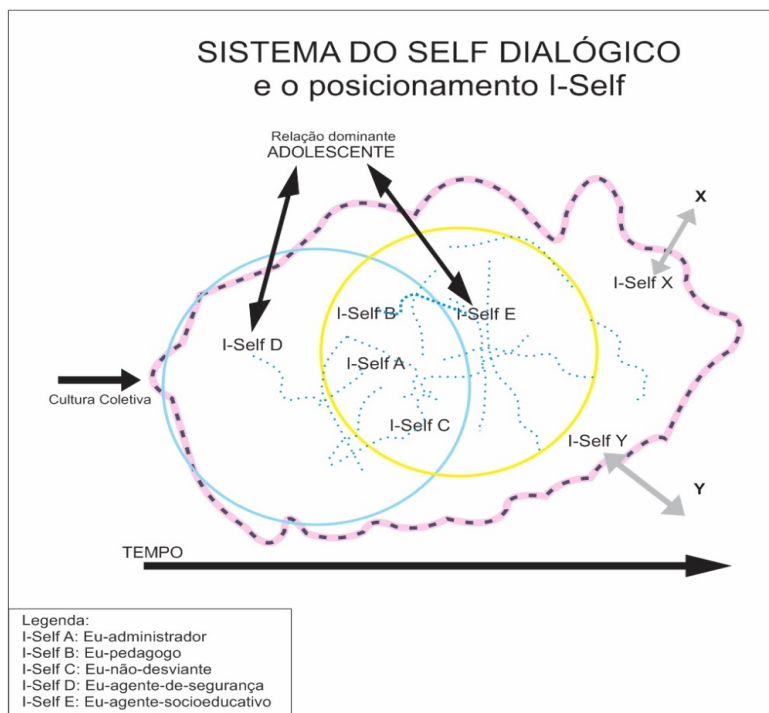 SISTEMA DO SELF DIALÓGICO
e o posicionamento I-Self
Relação dominante
ADOLESCENTE
X
I-Self X
I-Self B
I-Self E
I-Self D
I-Self A
Cultura Coletiva
I-Self C
I-Self Y
Y
TEMPO
Legenda:
I-Self A: Eu-administrador
I-Self B: Eu-pedagogo
I-Self C: Eu-não-desviante
I-Self D: Eu-agente-de-segurança
I-Self E: Eu-agente-socioeducativo